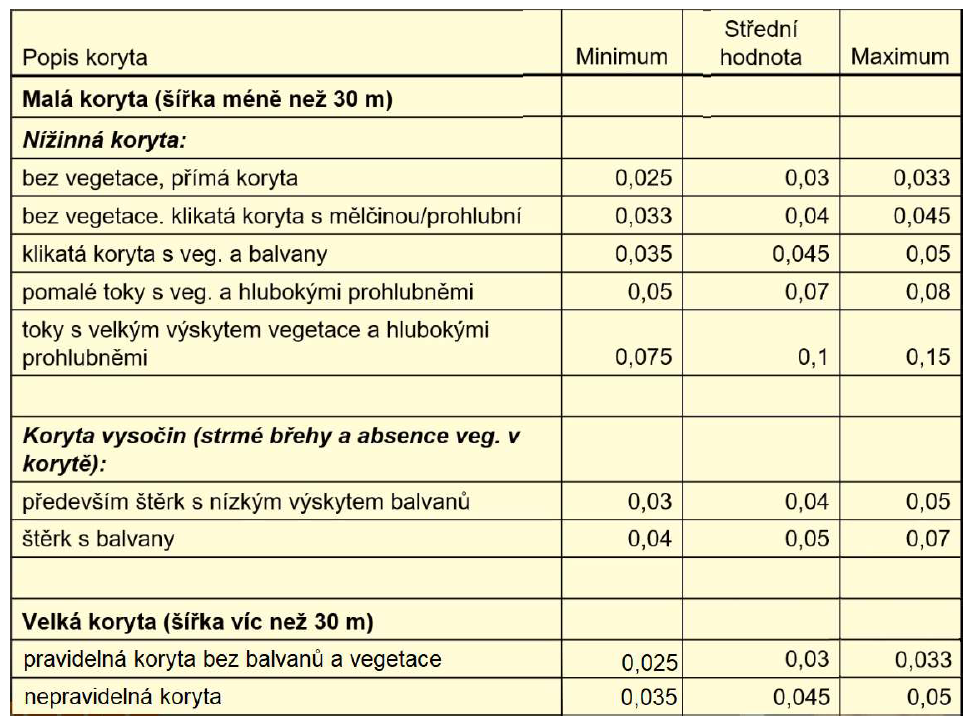 Popis koryta Minimum Střední hodnota Maximum
Malá koryta (šířka méně než 30 m)
Nížinná koryta:
bez vegetace, přímá koryta 0,025 0,03 0,033
bez vegetace. klikatá koryta s mělčinou/prohlubní 0,033 0,04 0,045
klikatá koryta s veg. a balvany 0,035 0,045 0,05
pomalé toky s veg. a hlubokými prohlubněmi 0,05 0,07 0,08
toky s velkým výskytem vegetace a hlubokými
prohlubněmi 0,075 0,1 0,15
Koryta vysočin (strmé břehy a absence veg. v
korytě):
především štěrk s nízkým výskytem balvanů 0,03 0,04 0,05
štěrk s balvany 0,04 0,05 0,07
Velká koryta (šířka víc než 30 m)
pravidelná koryta bez balvanů a vegetace 0,025 0,03 0,033
nepravidelná koryta 0,035 0,045 0,05